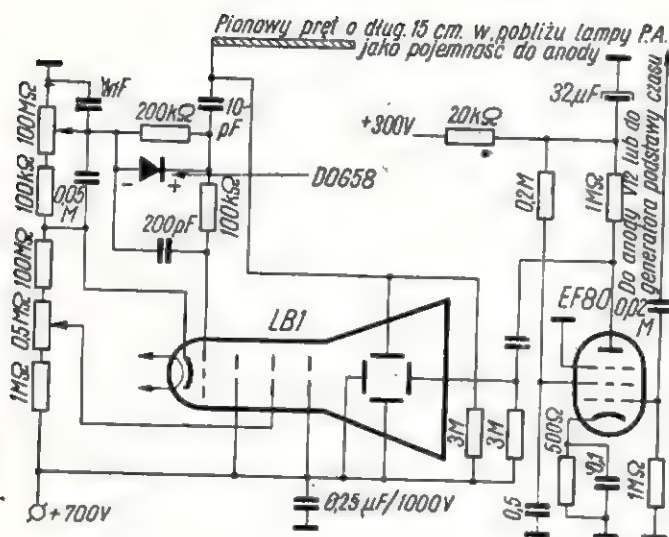 Pionowy pręt o dług. 15 cm. w pobliżu lampy P.A.
jako pojemność do anody
100MΩ
200kΩ
10
pF
+300V
20kΩ
32µF
Do anody V12 lub do
generatora podstawy czasu
100kΩ
0,05
M
-
+
DOG58
100kΩ
200pF
0,2M
1MΩ
100MΩ
0,5MΩ
1MΩ
LB1
EF80
0,02
M
3M
3M
500Ω
0,1
1MΩ
0,5
+700V
0,25µF/1000V